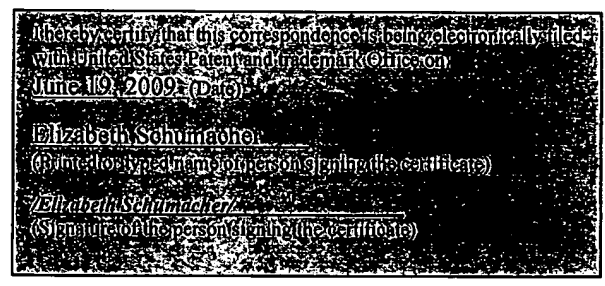 I hereby certify that this correspondence is being electronically filed
with United States Patent and trademark Office on:
June 19, 2009 (Date)
Elizabeth Schumacher
(Printed or typed name of person signing the certificate)
/Elizabeth Schumacher/
(Signature of the person signing the certificate)